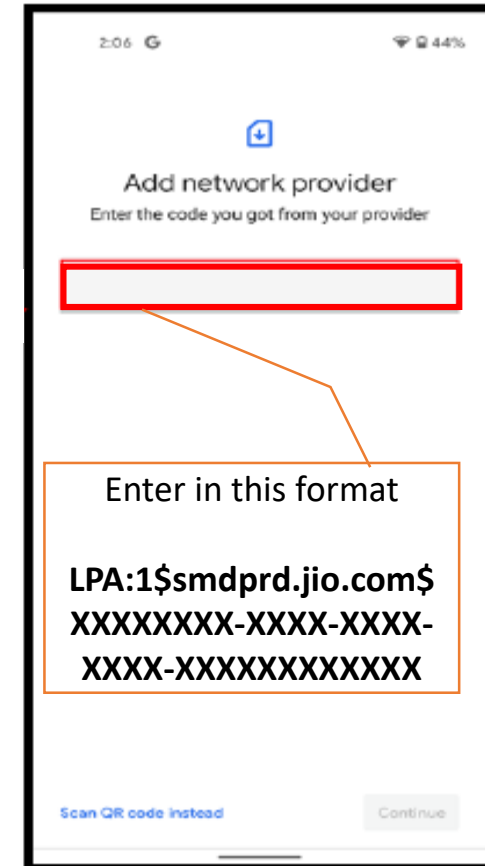 2:06 G 44%
Add network provider
Enter the code you got from your provider
Enter in this format
LPA:1$smdprd.jio.com$
XXXXXXXX-XXXX-XXXX-
XXXX-XXXXXXXXXXXX
Scan QR code instead Continue